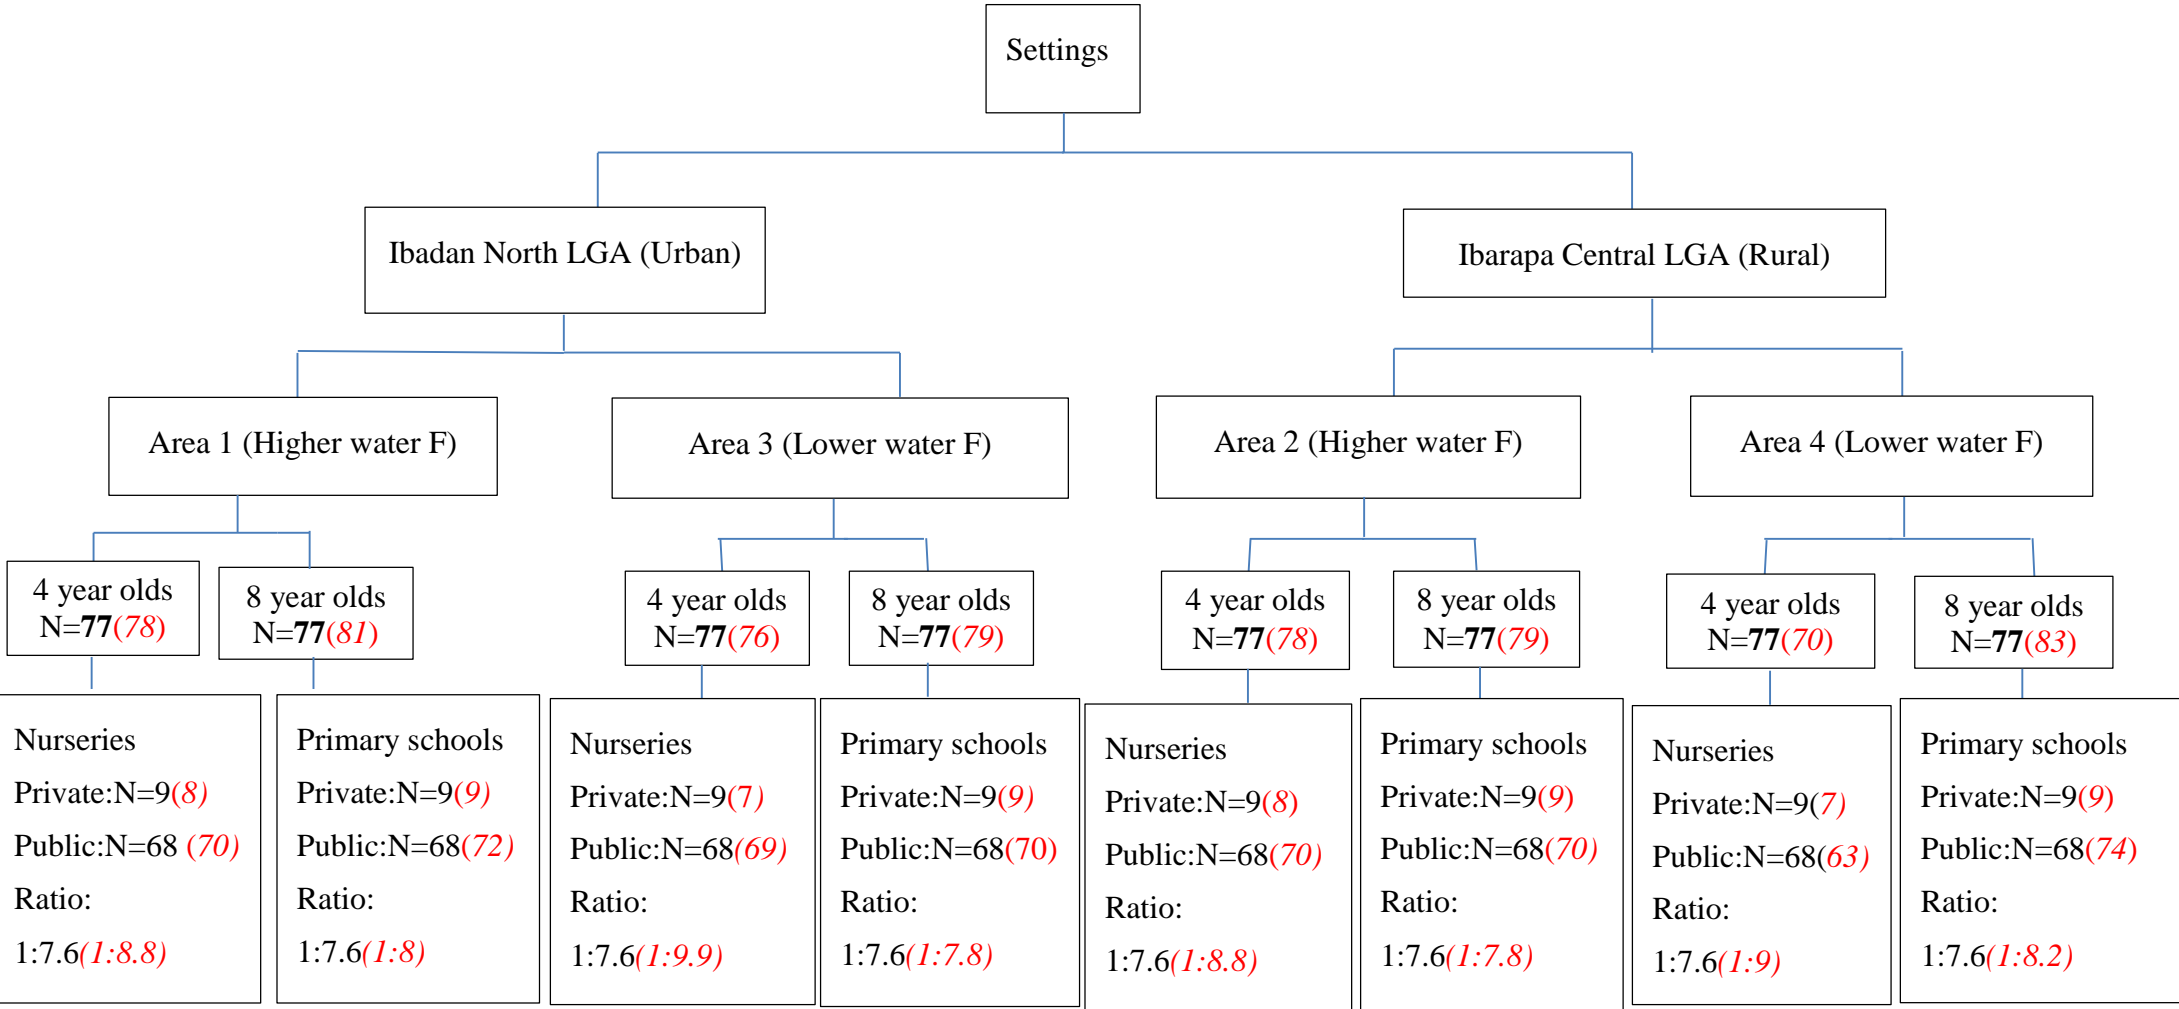 Settings
Ibadan North LGA (Urban)
Ibarapa Central LGA (Rural)
Area 1 (Higher water F)
Area 3 (Lower water F)
Area 2 (Higher water F)
Area 4 (Lower water F)
4 year olds
N=77(78)
8 year olds
N=77(81)
4 year olds
N=77(76)
8 year olds
N=77(79)
4 year olds
N=77(78)
8 year olds
N=77(79)
4 year olds
N=77(70)
8 year olds
N=77(83)
Nurseries
Private:N=9(8)
Public:N=68 (70)
Ratio:
1:7.6(1:8.8)
Primary schools
Private:N=9(9)
Public:N=68(72)
Ratio:
1:7.6(1:8)
Nurseries
Private:N=9(7)
Public:N=68(69)
Ratio:
1:7.6(1:9.9)
Primary schools
Private:N=9(9)
Public:N=68(70)
Ratio:
1:7.6(1:7.8)
Nurseries
Private:N=9(8)
Public:N=68(70)
Ratio:
1:7.6(1:8.8)
Primary schools
Private:N=9(9)
Public:N=68(70)
Ratio:
1:7.6(1:7.8)
Nurseries
Private:N=9(7)
Public:N=68(63)
Ratio:
1:7.6(1:9)
Primary schools
Private:N=9(9)
Public:N=68(74)
Ratio:
1:7.6(1:8.2)